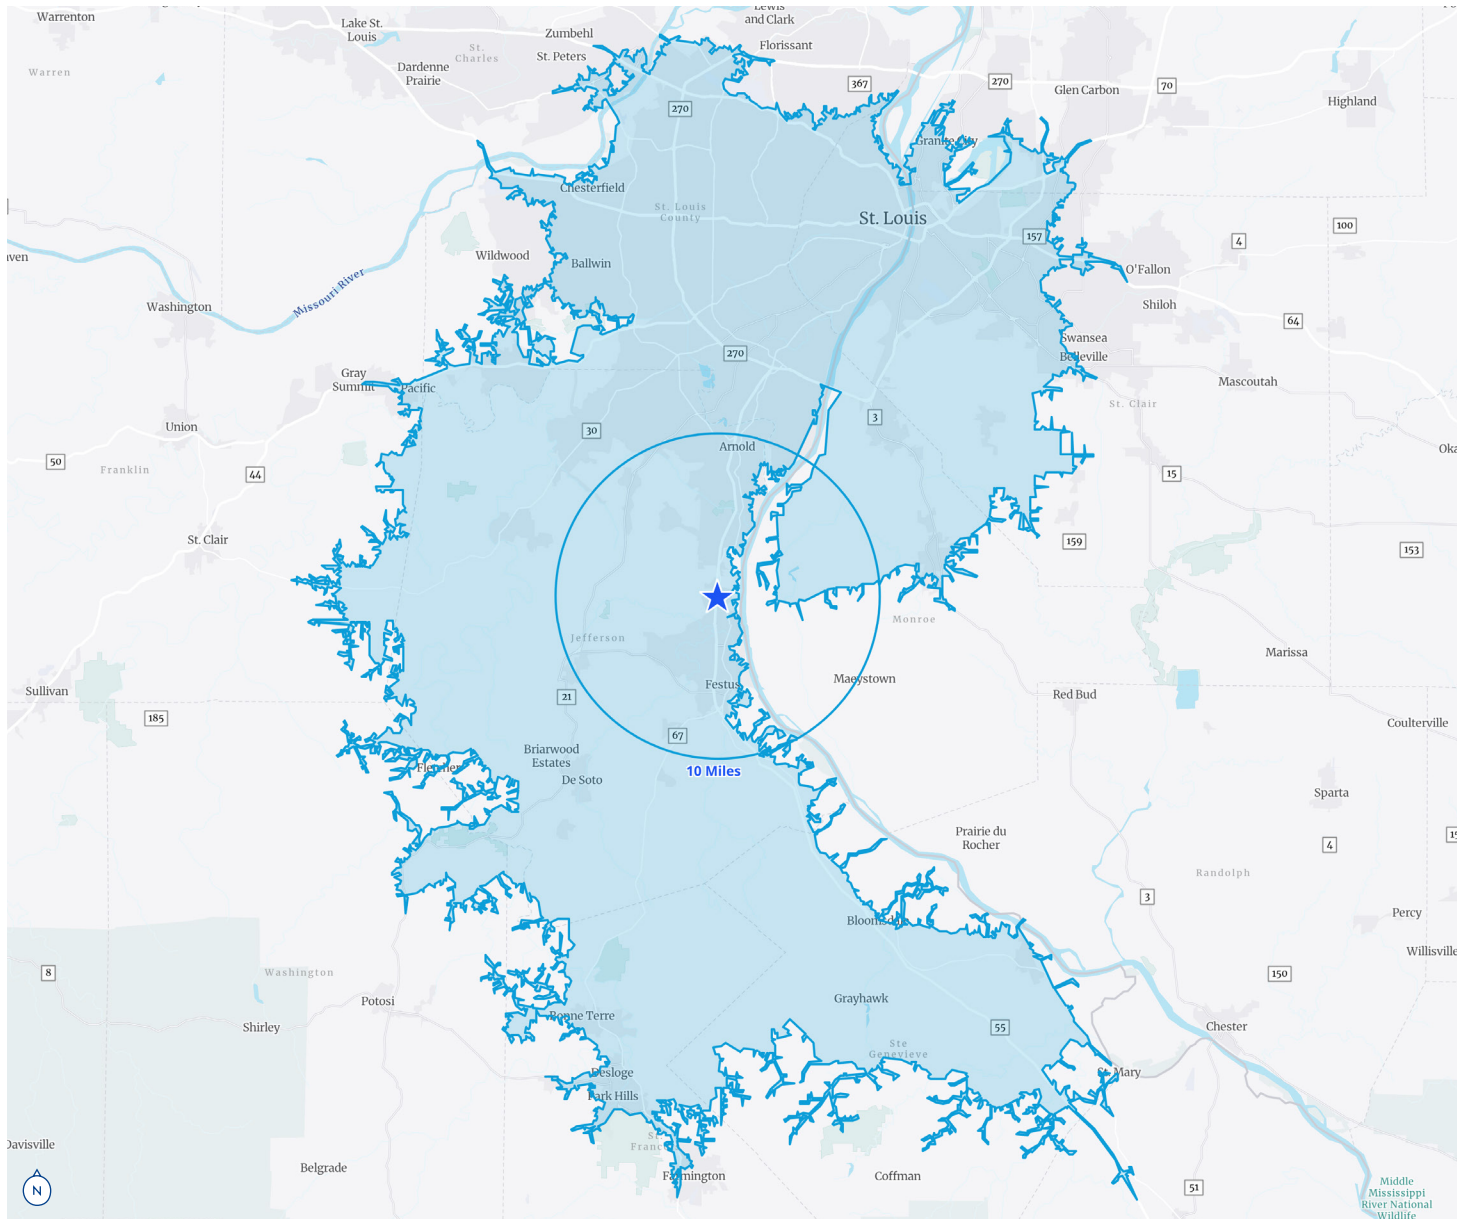 Lewis
and Clark
Warrenton
Lake St.
Louis
Zumbehl
St.
Charles
St. Peters
Florissant
Dardenne
Prairie
Warren
367
270
Glen Carbon
70
Highland
270
Granite City
Chesterfield
St. Louis
County
St. Louis
100
157
4
Wildwood
Ballwin
O'Fallon
Missouri River
Washington
Shiloh
64
Swansea
270
Belleville
Gray
Summit
Pacific
Mascoutah
St. Clair
3
Union
30
Arnold
50
Franklin
44
15
St. Clair
159
153
Monroe
Jefferson
Marissa
Maeystown
Festus
Sullivan
21
Red Bud
185
Coulterville
67
Briarwood
Estates
Fletcher
10 Miles
De Soto
Sparta
Prairie du
Rocher
4
Randolph
3
Percy
Bloomsdale
Willisville
8
Washington
150
Potosi
Grayhawk
Bonne Terre
Shirley
55
Chester
Ste
Genevieve
Desloge
St. Mary
Park Hills
Davisville
Belgrade
Farmington
Coffman
51
N
Middle
Mississippi
River National
Wildlife